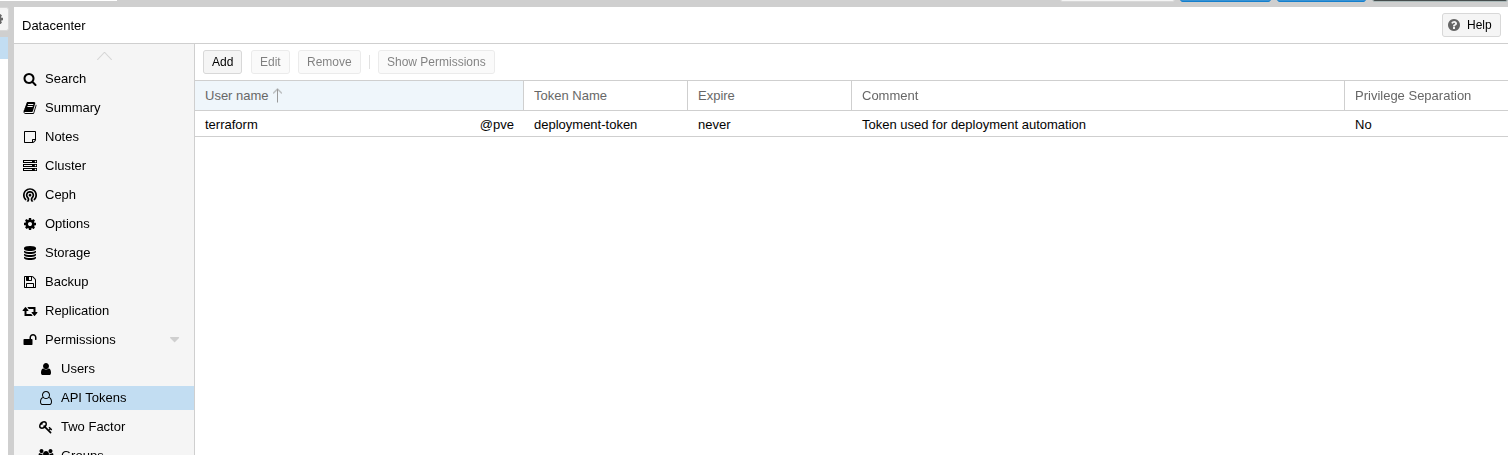 Datacenter
Help
Search
Summary
Notes
Cluster
Ceph
Options
Storage
Backup
Replication
Permissions
Users
API Tokens
Two Factor
Groups
Add Edit Remove Show Permissions
User name Token Name Expire Comment Privilege Separation
terraform @pve deployment-token never Token used for deployment automation No